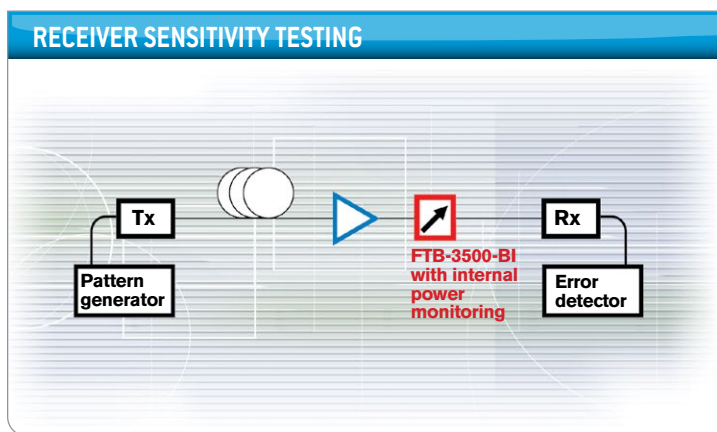 RECEIVER SENSITIVITY TESTING
Tx
Rx
Pattern
generator
FTB-3500-BI
with internal
power
monitoring
Error
detector